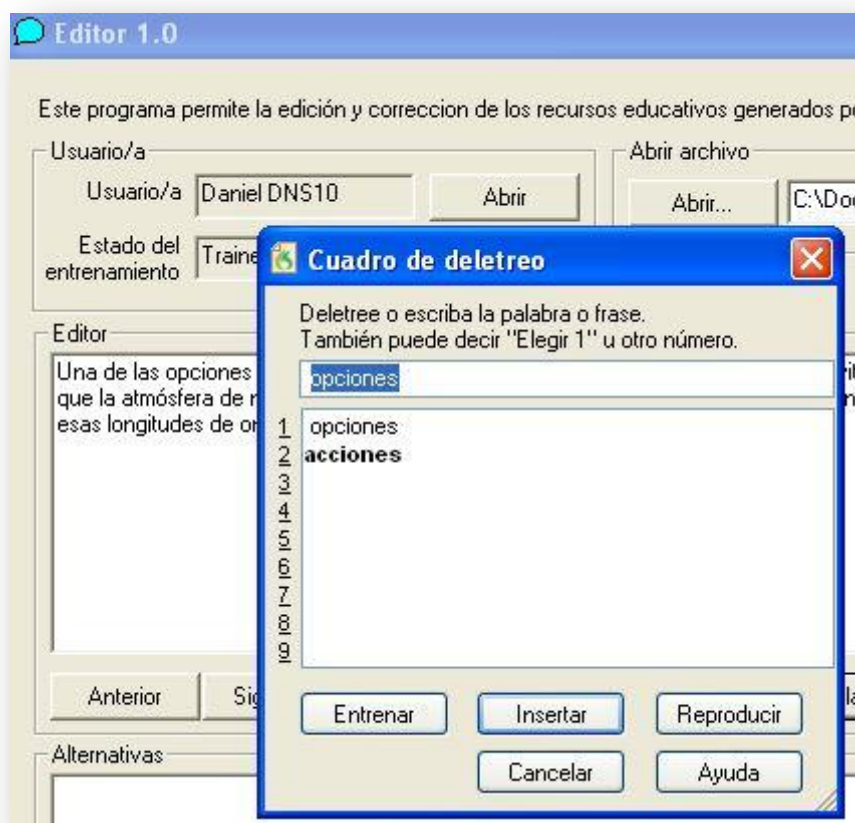 Editor 1.0
Este programa permite la edición y correccion de los recursos educativos generados
Usuario/a
Usuario/a Daniel DNS10 Abrir
Estado del
entrenamiento
Abrir archivo
Abrir... C:\Do
Editor
Una de las opciones
que la atmósfera de
esas longitudes de
Anterior
Alternativas
Cuadro de deletreo
Deletree o escriba la palabra o frase.
También puede decir "Elegir 1" u otro número.
opciones
1 opciones
2 acciones
3
4
5
6
7
8
9
Entrenar Insertar Reproducir
Cancelar Ayuda